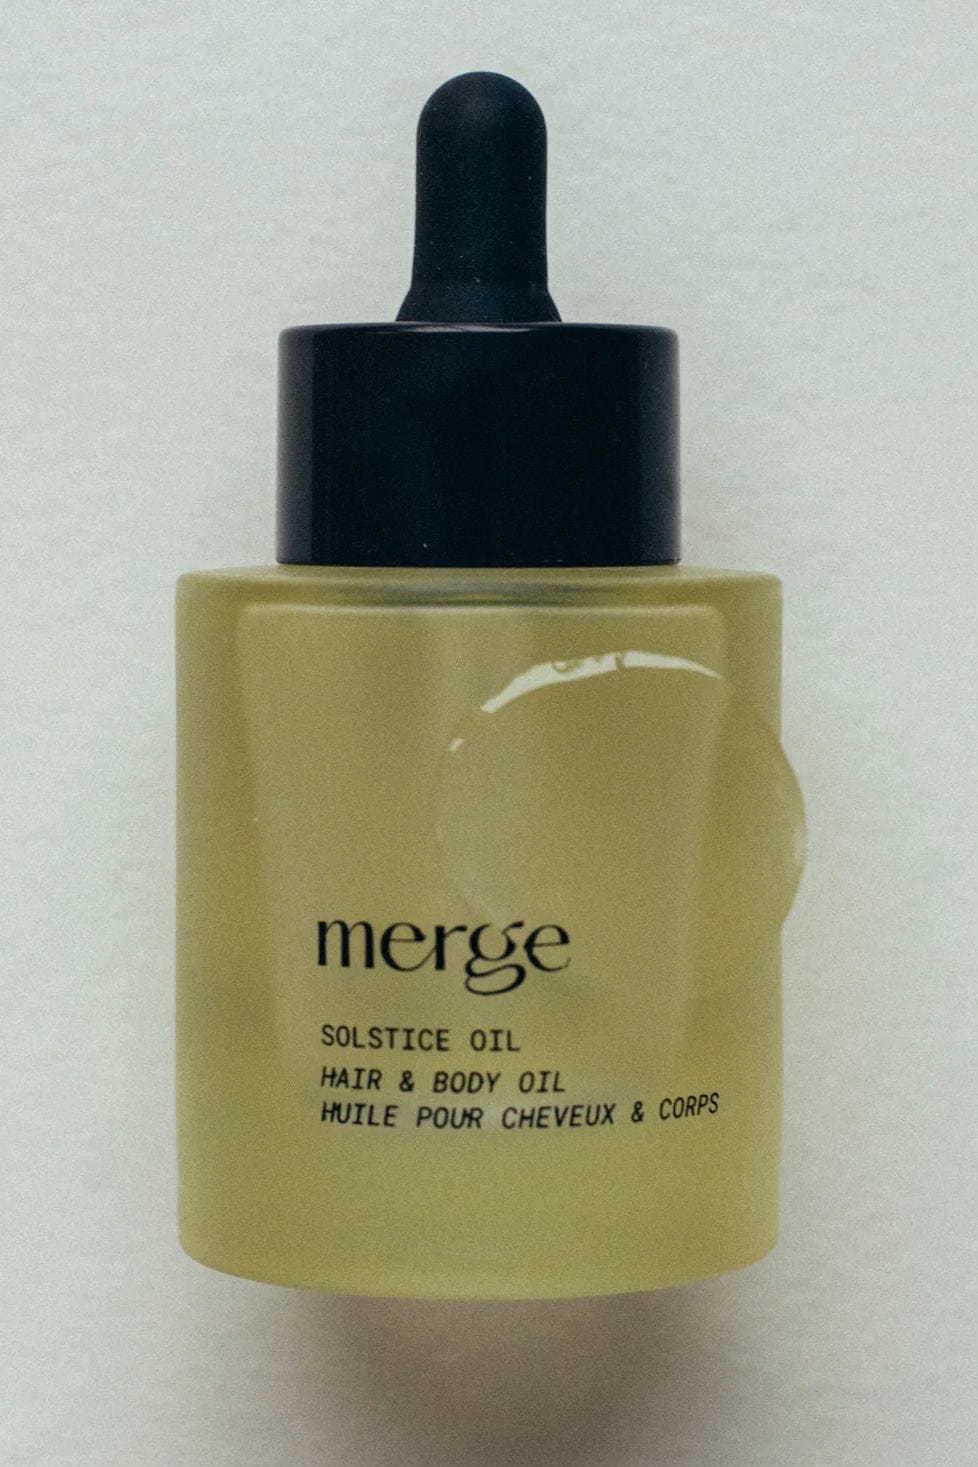 merge
SOLSTICE OIL
HAIR & BODY OIL
HUILE POUR CHEVEUX & CORPS